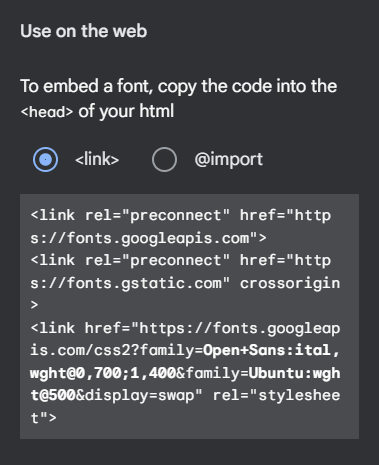 Use on the web
To embed a font, copy the code into the
<head> of your html
<link>
@import
<link rel="preconnect" href="http
s://fonts.googleapis.com">
<link rel="preconnect" href="http
s://fonts.gstatic.com" crossorigin
>
<link href="https://fonts.googleap
is.com/css2?family=Open+Sans:ital,
wght@0,700;1,400&family=Ubuntu:wgh
t@500&display=swap" rel="styleshee
t">